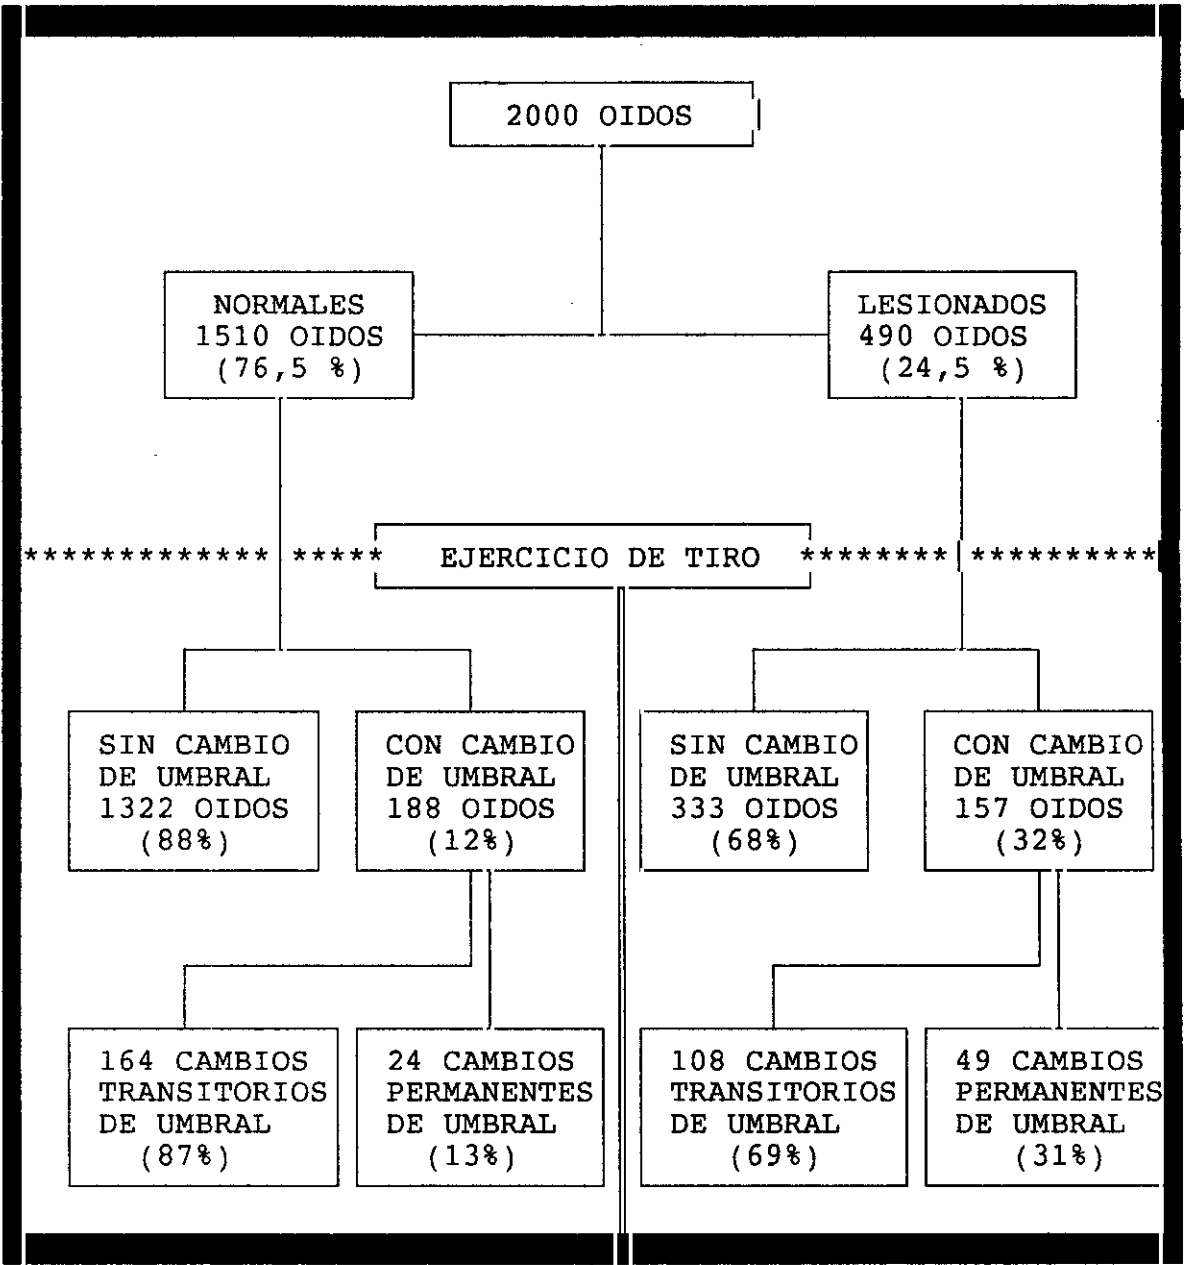 2000 OIDOS
NORMALES
1510 OIDOS
(76,5 %)
LESIONADOS
490 OIDOS
(24,5 %)
************* ***** EJERCICIO DE TIRO ******** **********
SIN CAMBIO
DE UMBRAL
1322 OIDOS
(88%)
CON CAMBIO
DE UMBRAL
188 OIDOS
(12%)
SIN CAMBIO
DE UMBRAL
333 OIDOS
(68%)
CON CAMBIO
DE UMBRAL
157 OIDOS
(32%)
164 CAMBIOS
TRANSITORIOS
DE UMBRAL
(87%)
24 CAMBIOS
PERMANENTES
DE UMBRAL
(13%)
108 CAMBIOS
TRANSITORIOS
DE UMBRAL
(69%)
49 CAMBIOS
PERMANENTES
DE UMBRAL
(31%)